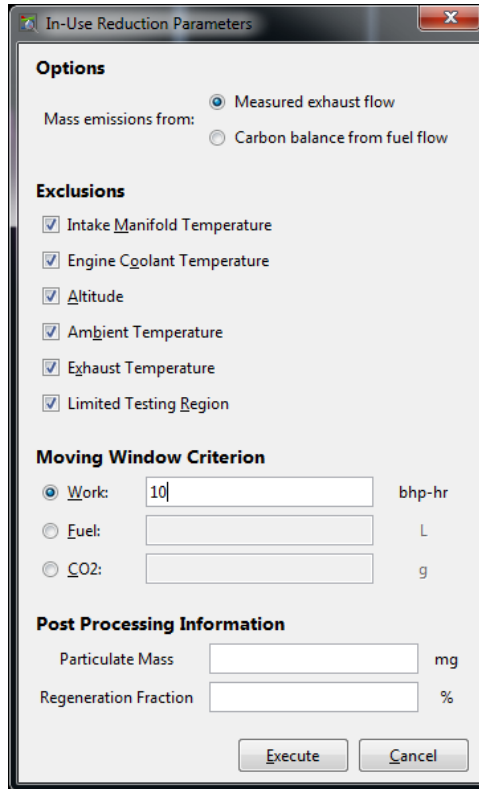 In-Use Reduction Parameters
Options
Mass emissions from:
Measured exhaust flow
Carbon balance from fuel flow
Exclusions
Intake Manifold Temperature
Engine Coolant Temperature
Altitude
Ambient Temperature
Exhaust Temperature
Limited Testing Region
Moving Window Criterion
Work: 10 bhp-hr
Fuel: L
CO2: g
Post Processing Information
Particulate Mass mg
Regeneration Fraction %
Execute Cancel